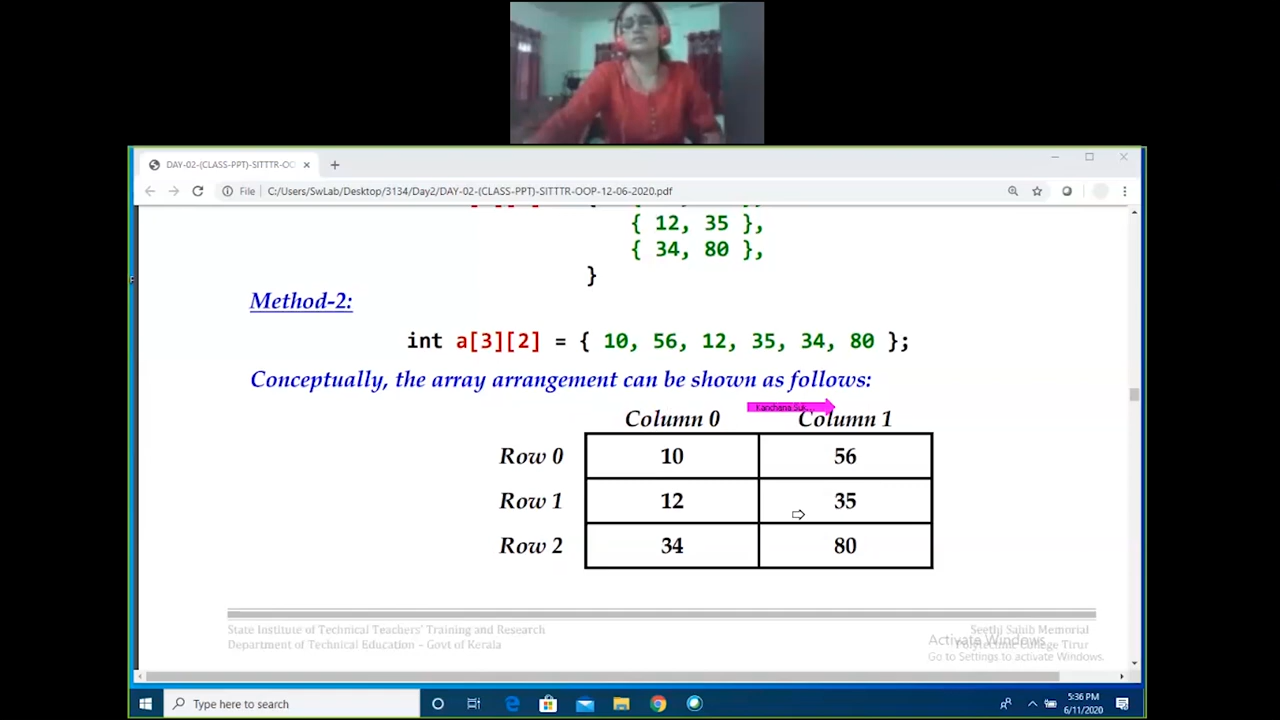 DAY-02-(CLASS-PPT)-SITTTR-OO
File C:/Users/SwLab/Desktop/3134/Day2/DAY-02-(CLASS-PPT)-SITTTR-OOP-12-06-2020.pdf
{ 12, 35 },
{ 34, 80 },
}
Method-2:
int a[3][2] = { 10, 56, 12, 35, 34, 80 };
Conceptually, the array arrangement can be shown as follows:
Kanchana Suk...
Column 0 Column 1
Row 0 10 56
Row 1 12 35
Row 2 34 80
State Institute of Technical Teachers' Training and Research Seethi Sahib Memorial
Department of Technical Education – Govt of Kerala Polytechnic College Tirur
Activate Windows
Go to Settings to activate Windows.
Type here to search
5:36 PM
6/11/2020